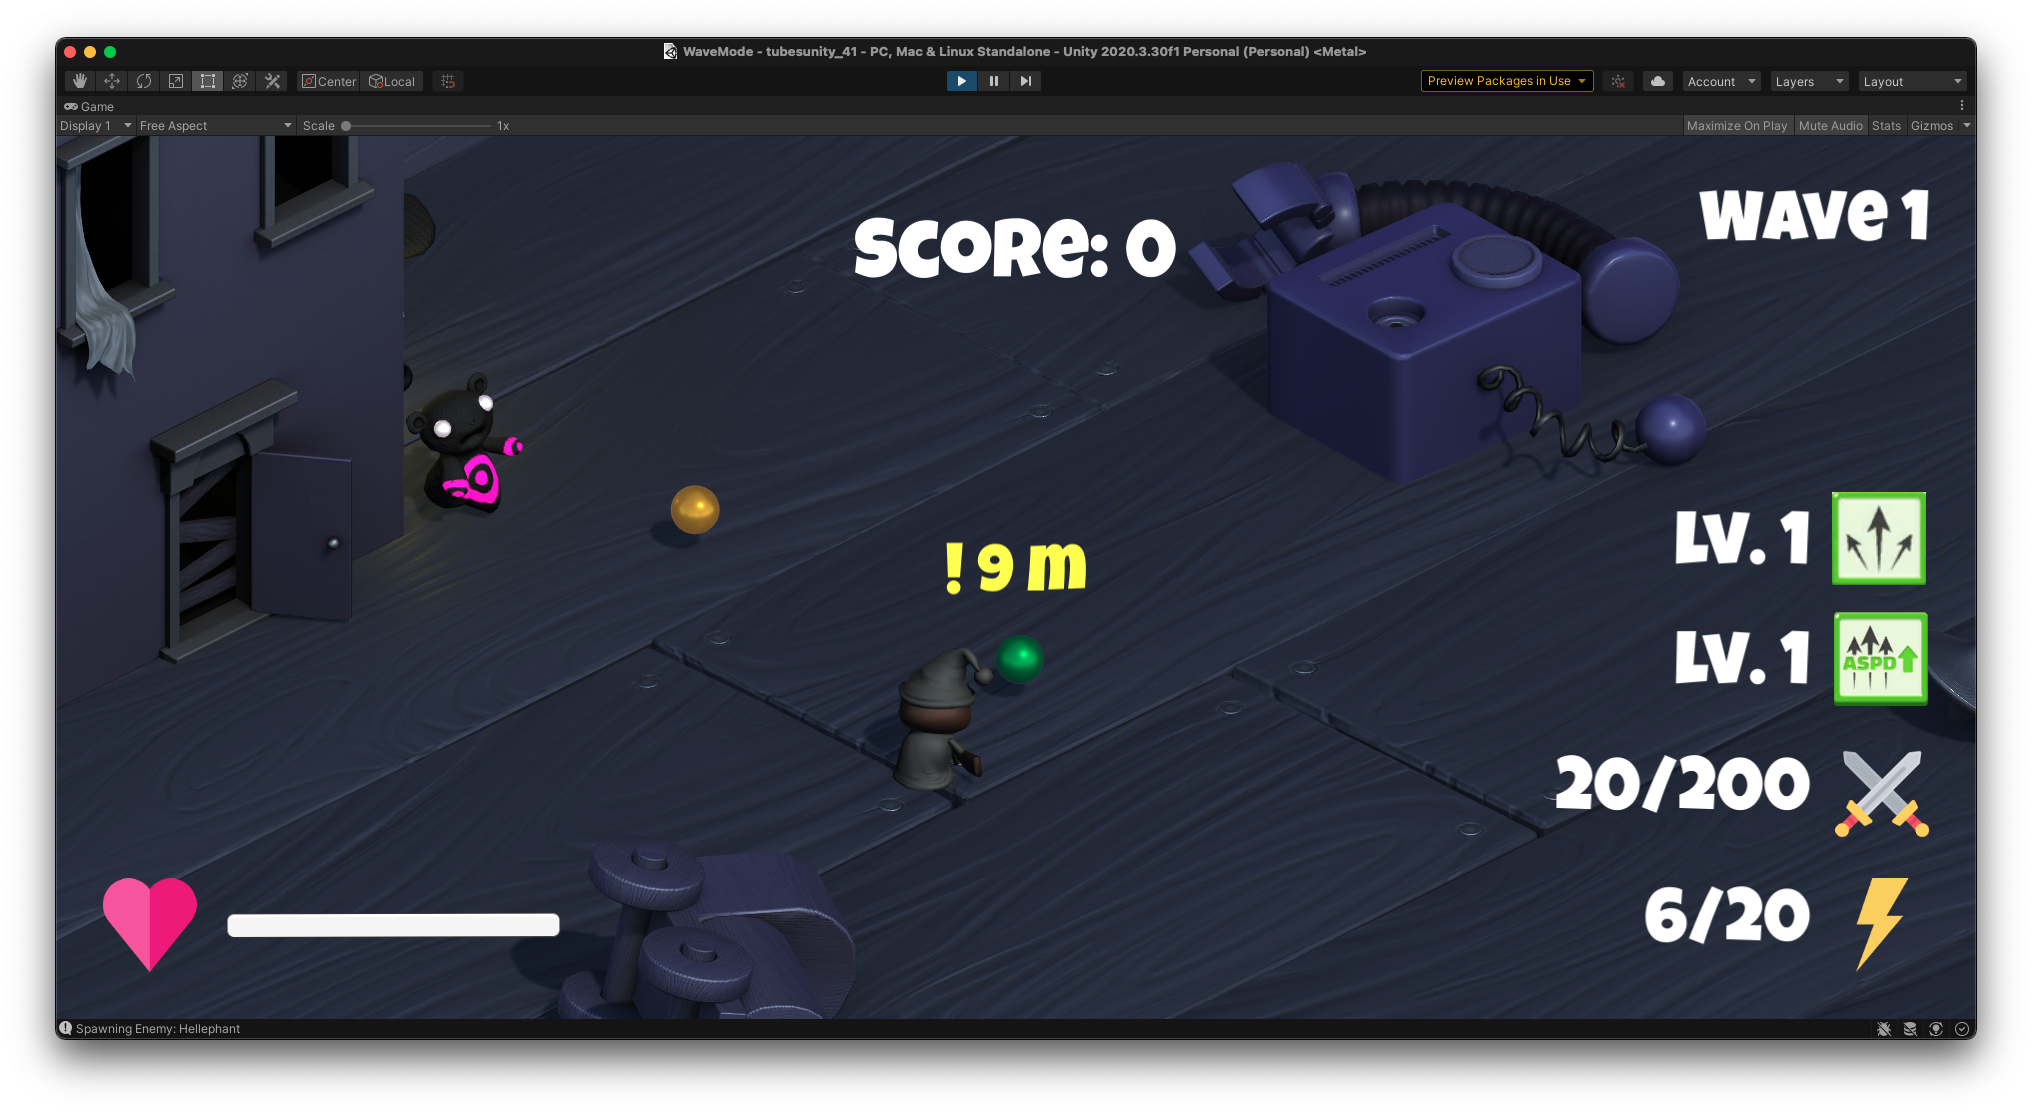 WaveMode - tubesunity_41 - PC, Mac & Linux Standalone - Unity 2020.3.30f1 Personal (Personal) <Metal>
Center Local Preview Packages in Use Account Layers Layout
Game
Display 1 Free Aspect Scale 1x Maximize On Play Mute Audio Stats Gizmos
WAVE 1
SCORE: 0
LV. 1
! 9 m
LV. 1
ASPD
20/200
6/20
Spawning Enemy: Hellephant